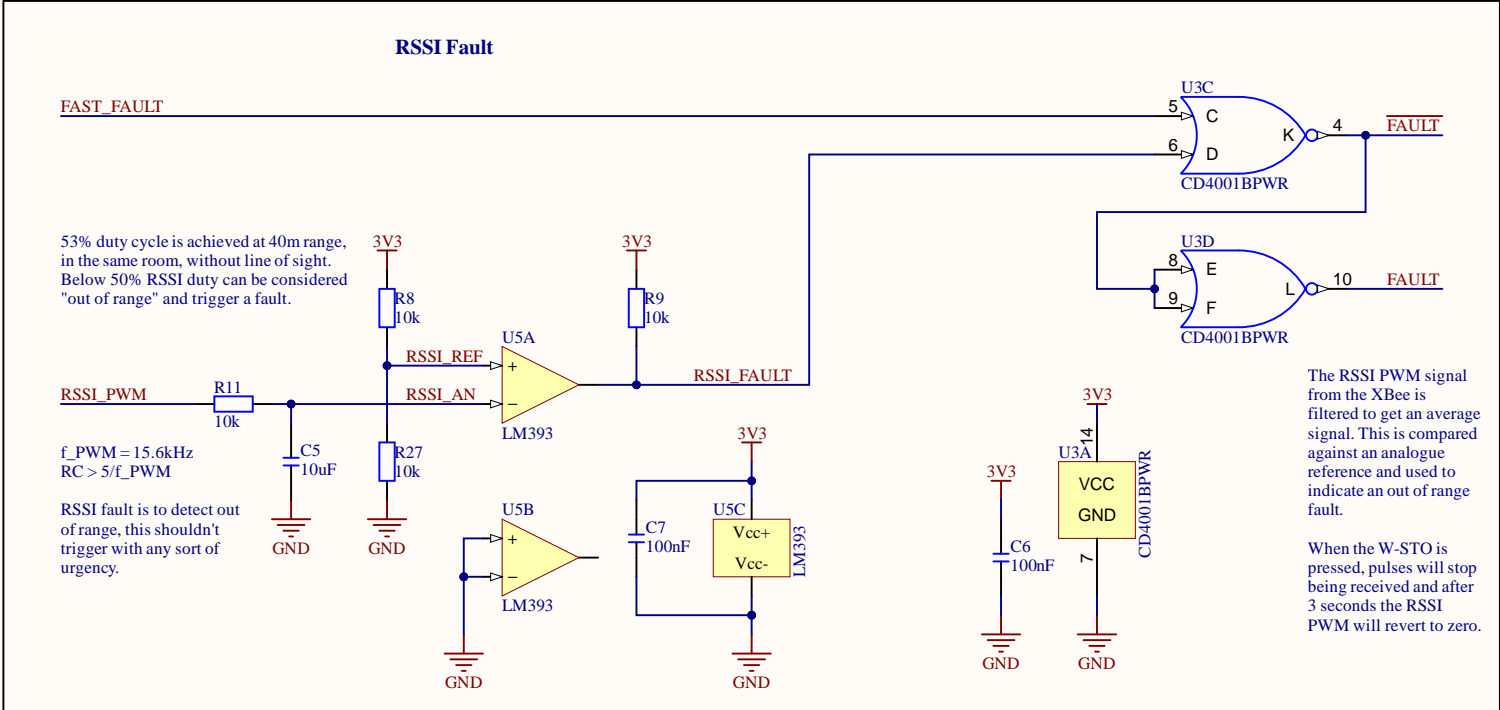 RSSI Fault
FAST_FAULT
U3C
5
C
6
D
K
4
FAULT
CD4001BPWR
53% duty cycle is achieved at 40m range,
in the same room, without line of sight.
Below 50% RSSI duty can be considered
"out of range" and trigger a fault.
3V3
R8
10k
3V3
R9
10k
U3D
8
E
9
F
L
10
FAULT
CD4001BPWR
U5A
RSSI_REF
+
RSSI_AN
−
LM393
RSSI_FAULT
RSSI_PWM
R11
10k
f_PWM = 15.6kHz
RC > 5/f_PWM
C5
10uF
R27
10k
RSSI fault is to detect out
of range, this shouldn't
trigger with any sort of
urgency.
GND
GND
U5B
+
−
LM393
GND
3V3
C7
100nF
U5C
Vcc+
Vcc-
LM393
GND
3V3
C6
100nF
GND
3V3
14
U3A
VCC
GND
CD4001BPWR
7
GND
The RSSI PWM signal
from the XBee is
filtered to get an average
signal. This is compared
against an analogue
reference and used to
indicate an out of range
fault.
When the W-STO is
pressed, pulses will stop
being received and after
3 seconds the RSSI
PWM will revert to zero.